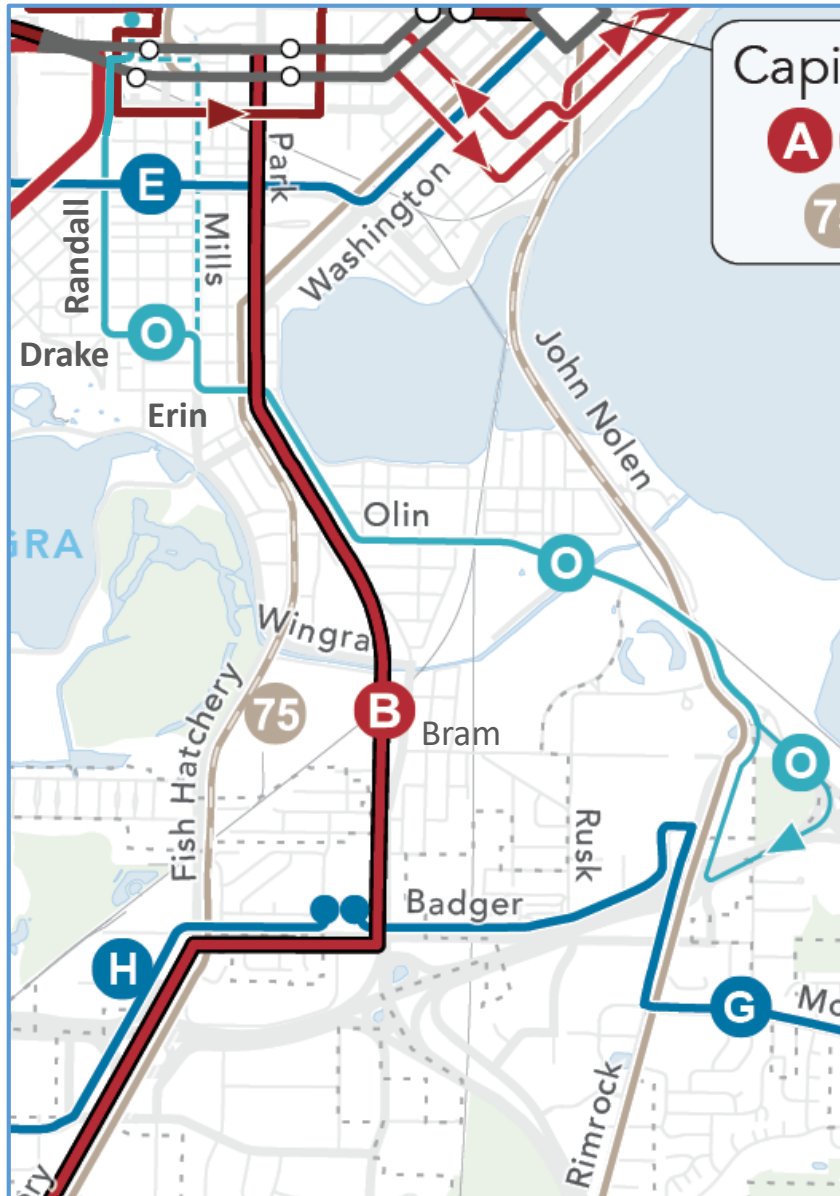 Capi
A
Park
E
Washington
Randall
Mills
O
Drake
John Nolen
Erin
Olin
GRA
O
Wingra
B
75
Bram
Fish Hatchery
O
Rusk
Badger
H
G
Mo
Rimrock
ery